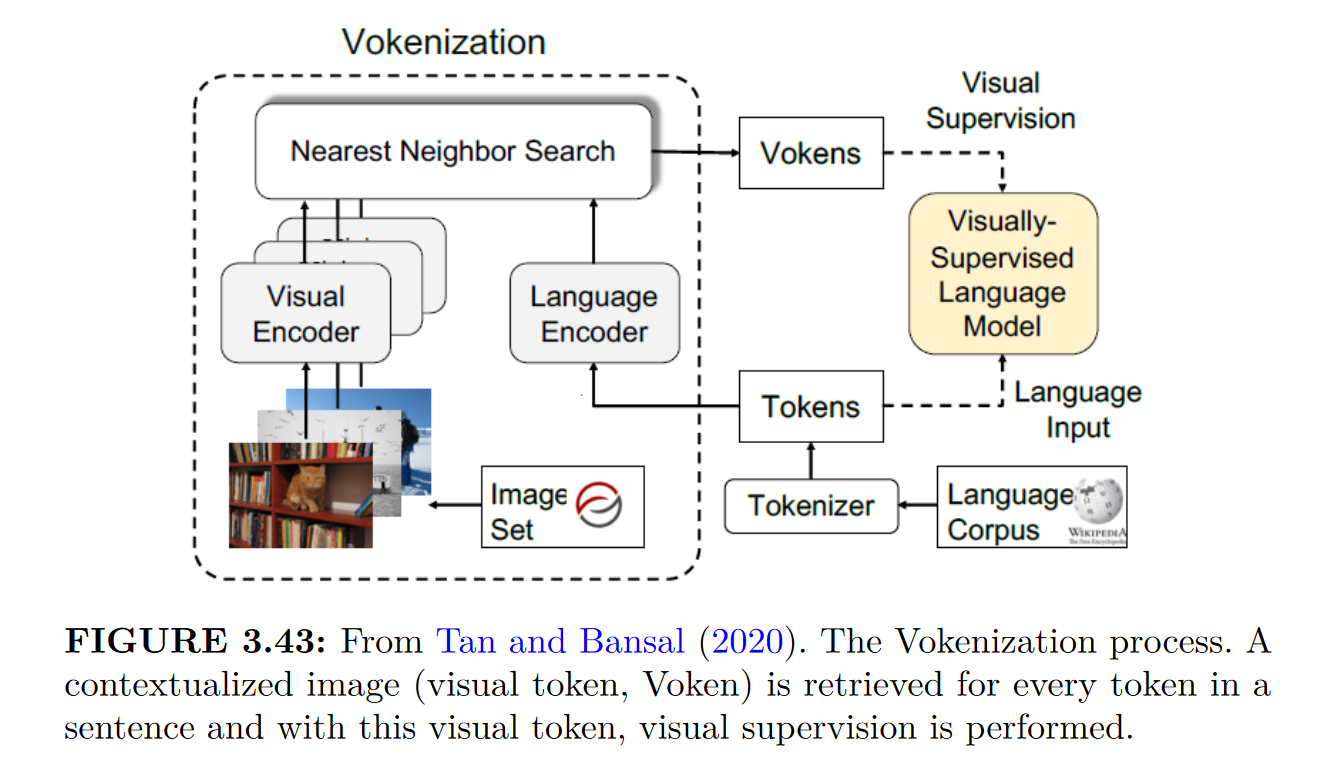 Vokenization
Nearest Neighbor Search
Vokens
Visual
Supervision
Visually-
Supervised
Language
Model
Visual
Encoder
Language
Encoder
Tokens
Language
Input
Image
Set
Tokenizer
Language
Corpus
WIKIPEDIA
The Free Encyclopedia
FIGURE 3.43: From Tan and Bansal (2020). The Vokenization process. A
contextualized image (visual token, Voken) is retrieved for every token in a
sentence and with this visual token, visual supervision is performed.